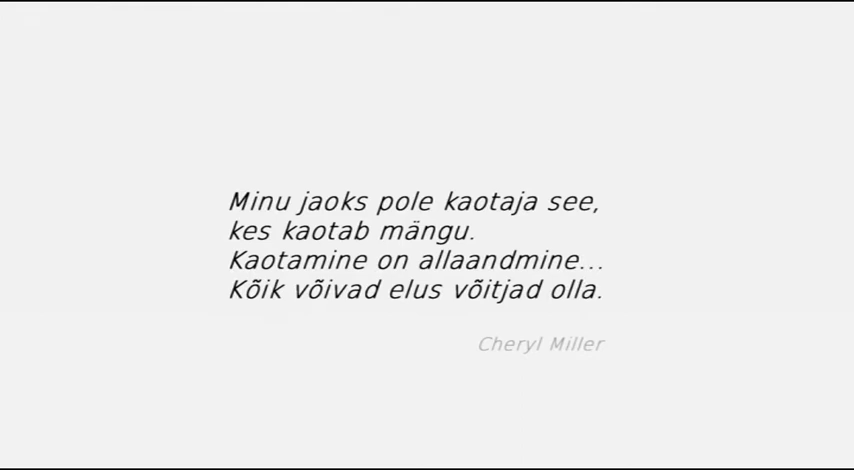 Minu jaoks pole kaotaja see,
kes kaotab mängu.
Kaotamine on allaandmine...
Kõik võivad elus võitjad olla.
Cheryl Miller